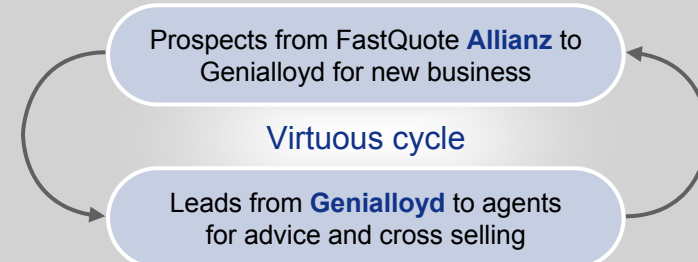 Prospects from FastQuote Allianz to
Genialloyd for new business
Virtuous cycle
Leads from Genialloyd to agents
for advice and cross selling